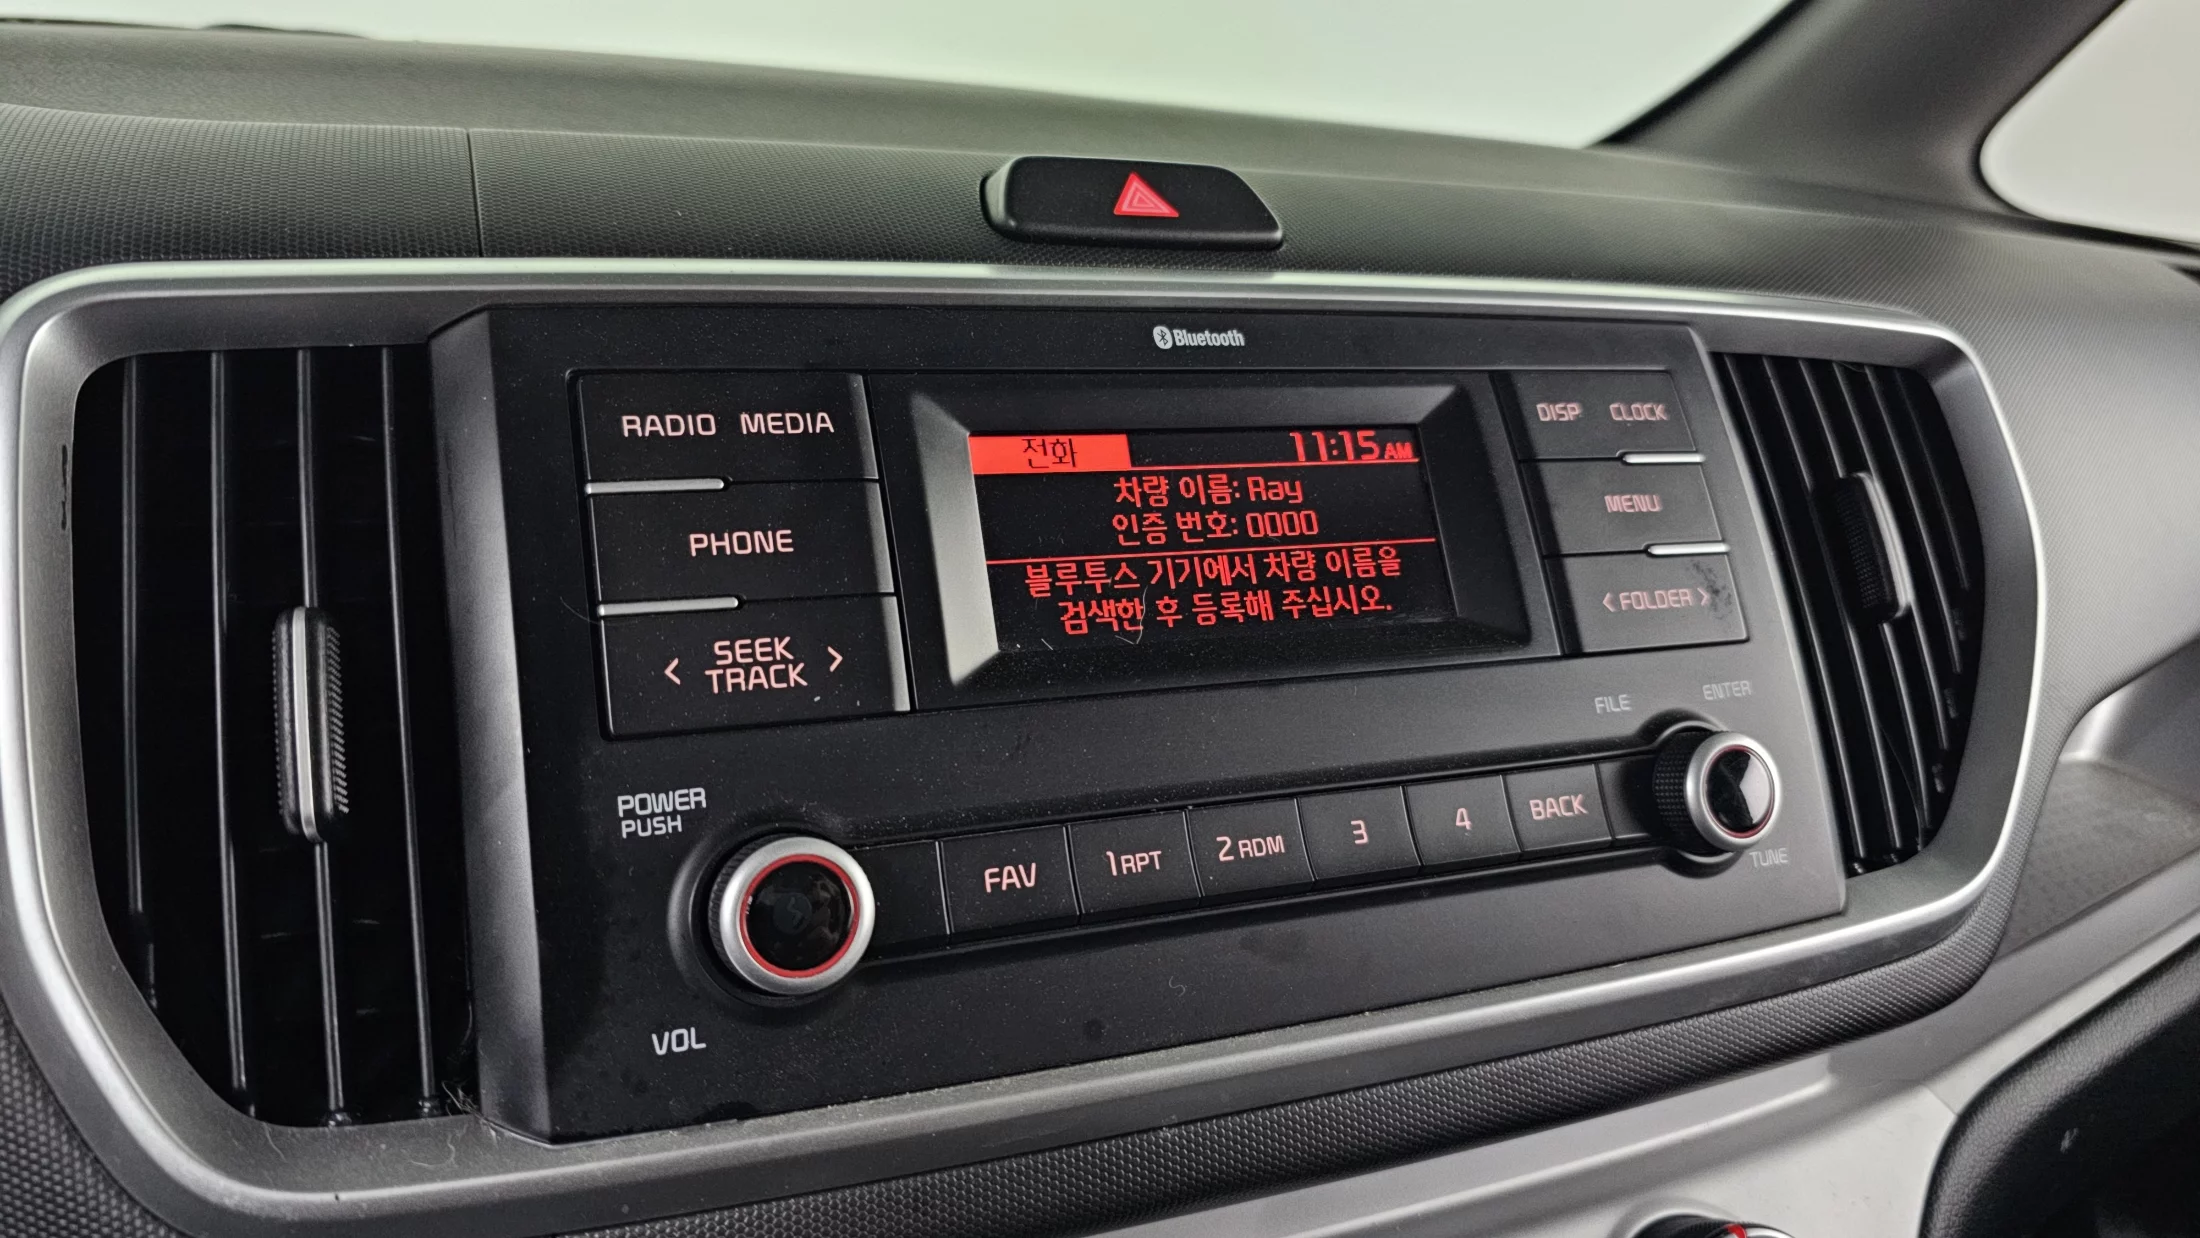 Bluetooth
RADIO MEDIA
PHONE
< SEEK TRACK >
전화 11:15 AM
차량 이름: Ray
인증 번호: 0000
블루투스 기기에서 차량 이름을
검색한 후 등록해 주십시오.
DISP CLOCK
MENU
< FOLDER >
FILE
ENTER
TUNE
POWER
PUSH
VOL
FAV
1 RPT
2 RDM
3
4
BACK